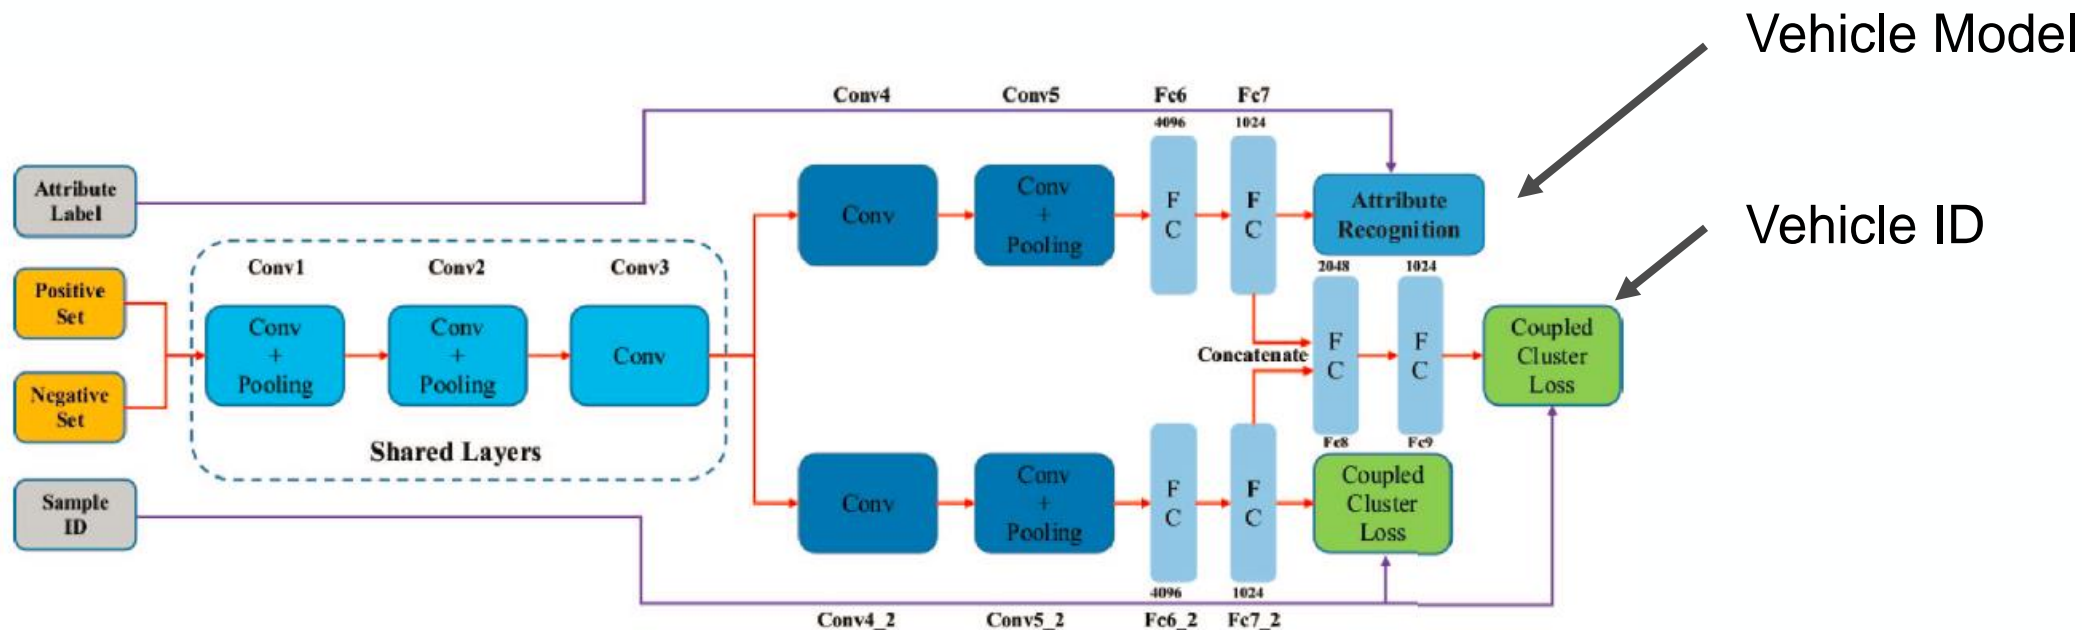 Vehicle Model
Vehicle ID
Conv4
Conv5
Fc6
Fc7
4096
1024
Attribute
Label
Conv
Conv
+
Pooling
F
C
F
C
Attribute
Recognition
Positive
Set
Negative
Set
Conv1
Conv2
Conv3
Conv
+
Pooling
Conv
+
Pooling
Conv
Shared Layers
2048
1024
Concatenate
F
C
F
C
Fc8
Fc9
Coupled
Cluster
Loss
Sample
ID
Conv
Conv
+
Pooling
F
C
F
C
Coupled
Cluster
Loss
4096
1024
Conv4_2
Conv5_2
Fc6_2
Fc7_2